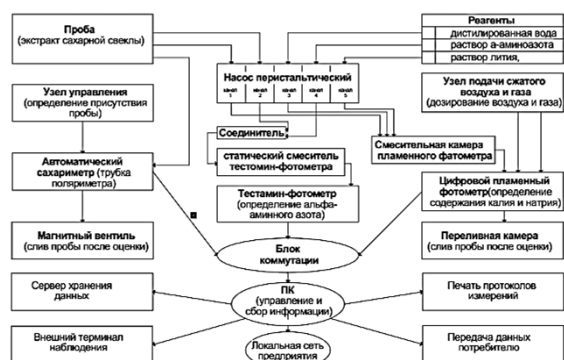 Проба
(экстракт сахарной свеклы)
Реагенты
дистилированная вода
раствор а-аминоазота
раствор лития,
Насос перистальтический
канал 1
канал 2
канал 3
канал 4
канал 5
Узел управления
(определение присутствия
пробы)
Узел подачи сжатого
воздуха и газа
(дозирование воздуха и газа)
Соединитель
Смесительная камера
пламенного фатометра
статический смеситель
тестомин-фотометра
Автоматический
сахариметр (трубка
поляриметра)
Тестамин-фотометр
(определение альфа-
аминного азота)
Цифровой пламенный
фотометр(определение
содержания калия и натрия)
Магнитный вентиль
(слив пробы после оценки)
Блок
коммутации
Переливная камера
(слив пробы после оценки)
Сервер хранения
данных
ПК
(управление и
сбор информации)
Печать протоколов
измерений
Внешний терминал
наблюдения
Локальная сеть
предприятия
Передача данных
потребителю